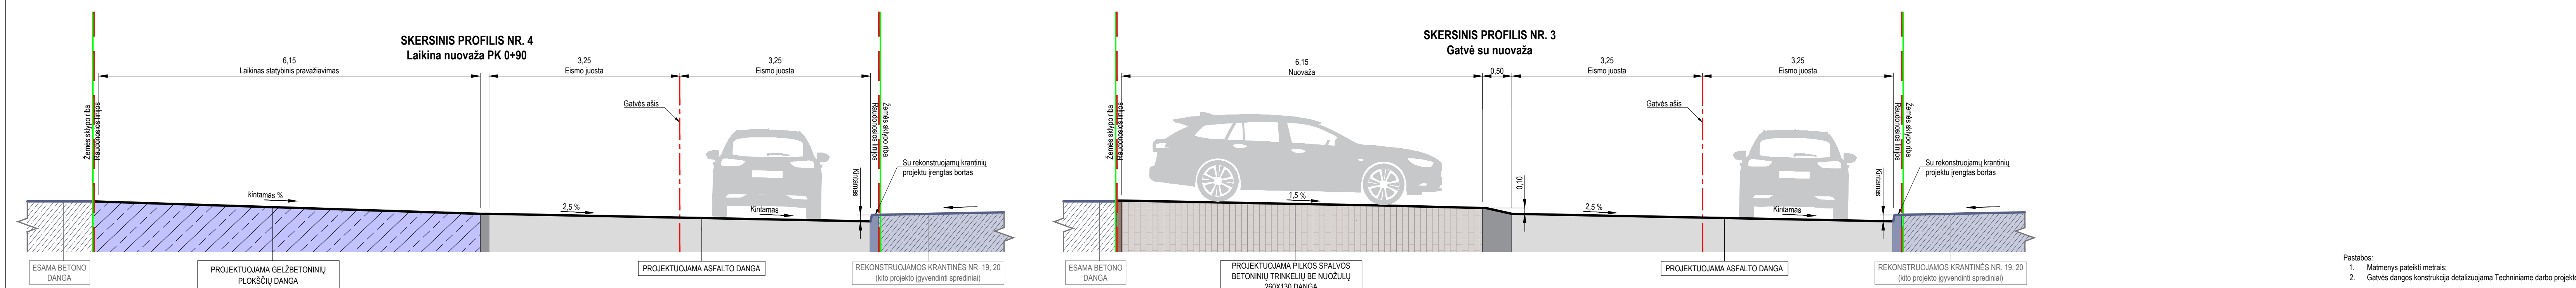 SKERSINIS PROFILIS NR. 4
Laikina nuovaža PK 0+90
6,15
Laikinas statybinis pravažiavimas
3,25
Eismo juosta
3,25
Eismo juosta
Žemės sklypo riba
Raudonosios linijos
Gatvės ašis
Raudonosios linijos
Žemės sklypo riba
Su rekonstruojamų krantinių
projektu įrengtas bortas
Kintamas
kintamas %
2,5 %
Kintamas
ESAMA BETONO
DANGA
PROJEKTUOJAMA GELŽBETONINIŲ
PLOKŠČIŲ DANGA
PROJEKTUOJAMA ASFALTO DANGA
REKONSTRUOJAMOS KRANTINĖS NR. 19, 20
(kito projekto įgyvendinti sprediniai)
SKERSINIS PROFILIS NR. 3
Gatvė su nuovaža
6,15
Nuovaža
0,50
3,25
Eismo juosta
3,25
Eismo juosta
Žemės sklypo riba
Raudonosios linijos
Gatvės ašis
Raudonosios linijos
Žemės sklypo riba
Su rekonstruojamų krantinių
projektu įrengtas bortas
Kintamas
1,5 %
0,10
2,5 %
Kintamas
ESAMA BETONO
DANGA
PROJEKTUOJAMA PILKOS SPALVOS
BETONINIŲ TRINKELIŲ BE NUOŽULŲ
260X130 DANGA
PROJEKTUOJAMA ASFALTO DANGA
REKONSTRUOJAMOS KRANTINĖS NR. 19, 20
(kito projekto įgyvendinti sprediniai)
Pastabos:
1. Matmenys pateikti metrais;
2. Gatvės dangos konstrukcija detalizuojama Techniniame darbo projekte